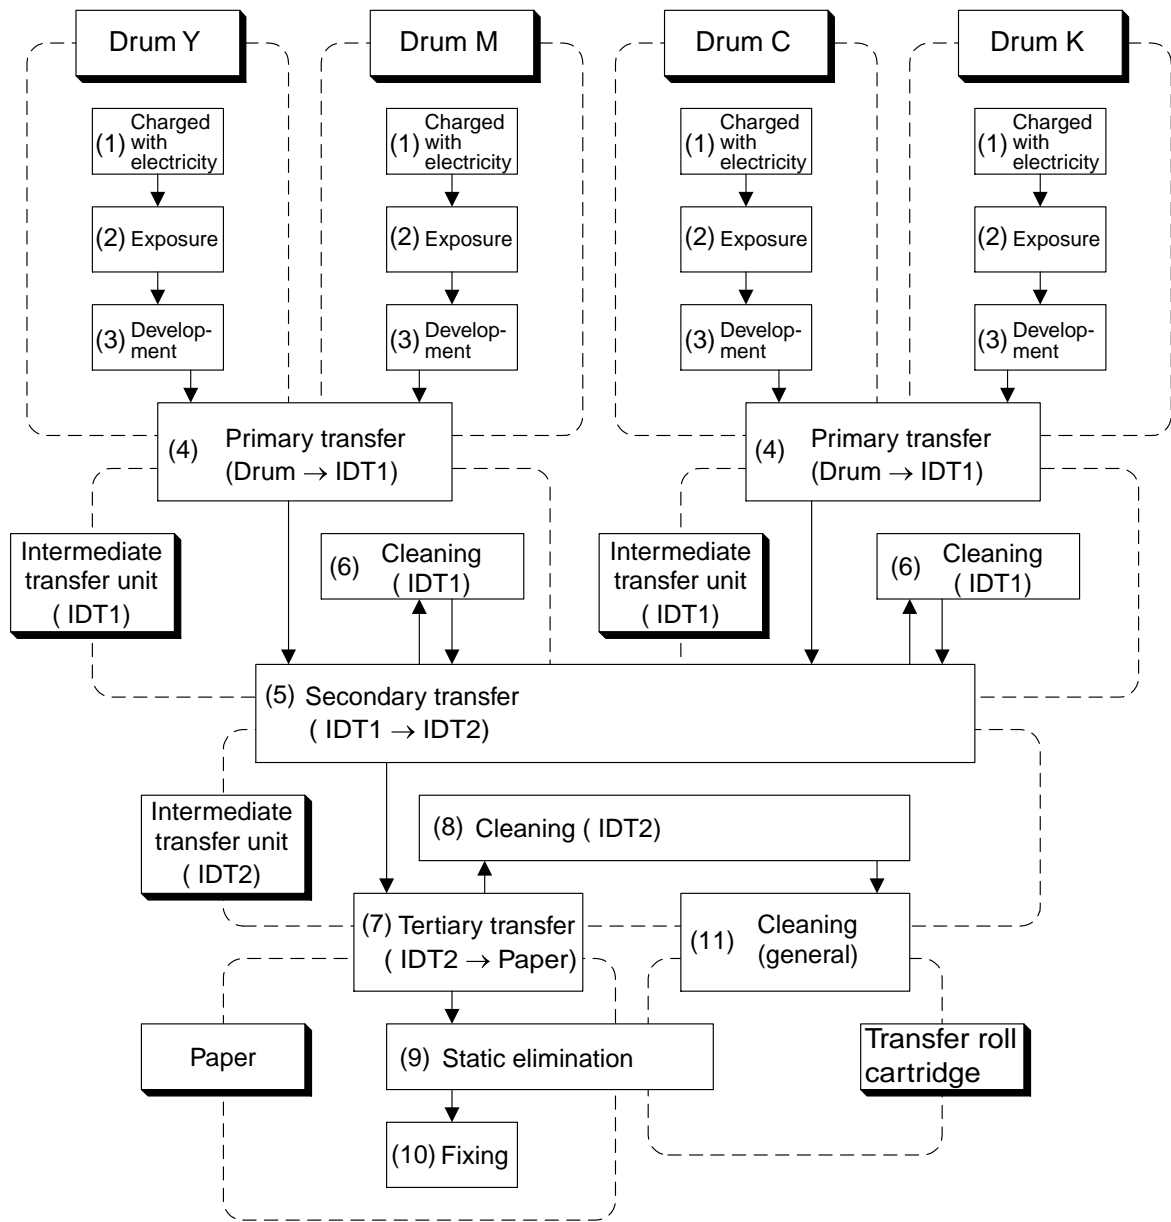 Drum Y
Drum M
Drum C
Drum K
(1) Charged
with
electricity
(1) Charged
with
electricity
(1) Charged
with
electricity
(1) Charged
with
electricity
(2) Exposure
(2) Exposure
(2) Exposure
(2) Exposure
(3) Develop-
ment
(3) Develop-
ment
(3) Develop-
ment
(3) Develop-
ment
(4) Primary transfer
(Drum → IDT1)
(4) Primary transfer
(Drum → IDT1)
Intermediate
transfer unit
( IDT1)
(6) Cleaning
( IDT1)
Intermediate
transfer unit
( IDT1)
(6) Cleaning
( IDT1)
(5) Secondary transfer
( IDT1 → IDT2)
Intermediate
transfer unit
( IDT2)
(8) Cleaning ( IDT2)
(7) Tertiary transfer
( IDT2 → Paper)
(11) Cleaning
(general)
Paper
(9) Static elimination
Transfer roll
cartridge
(10) Fixing